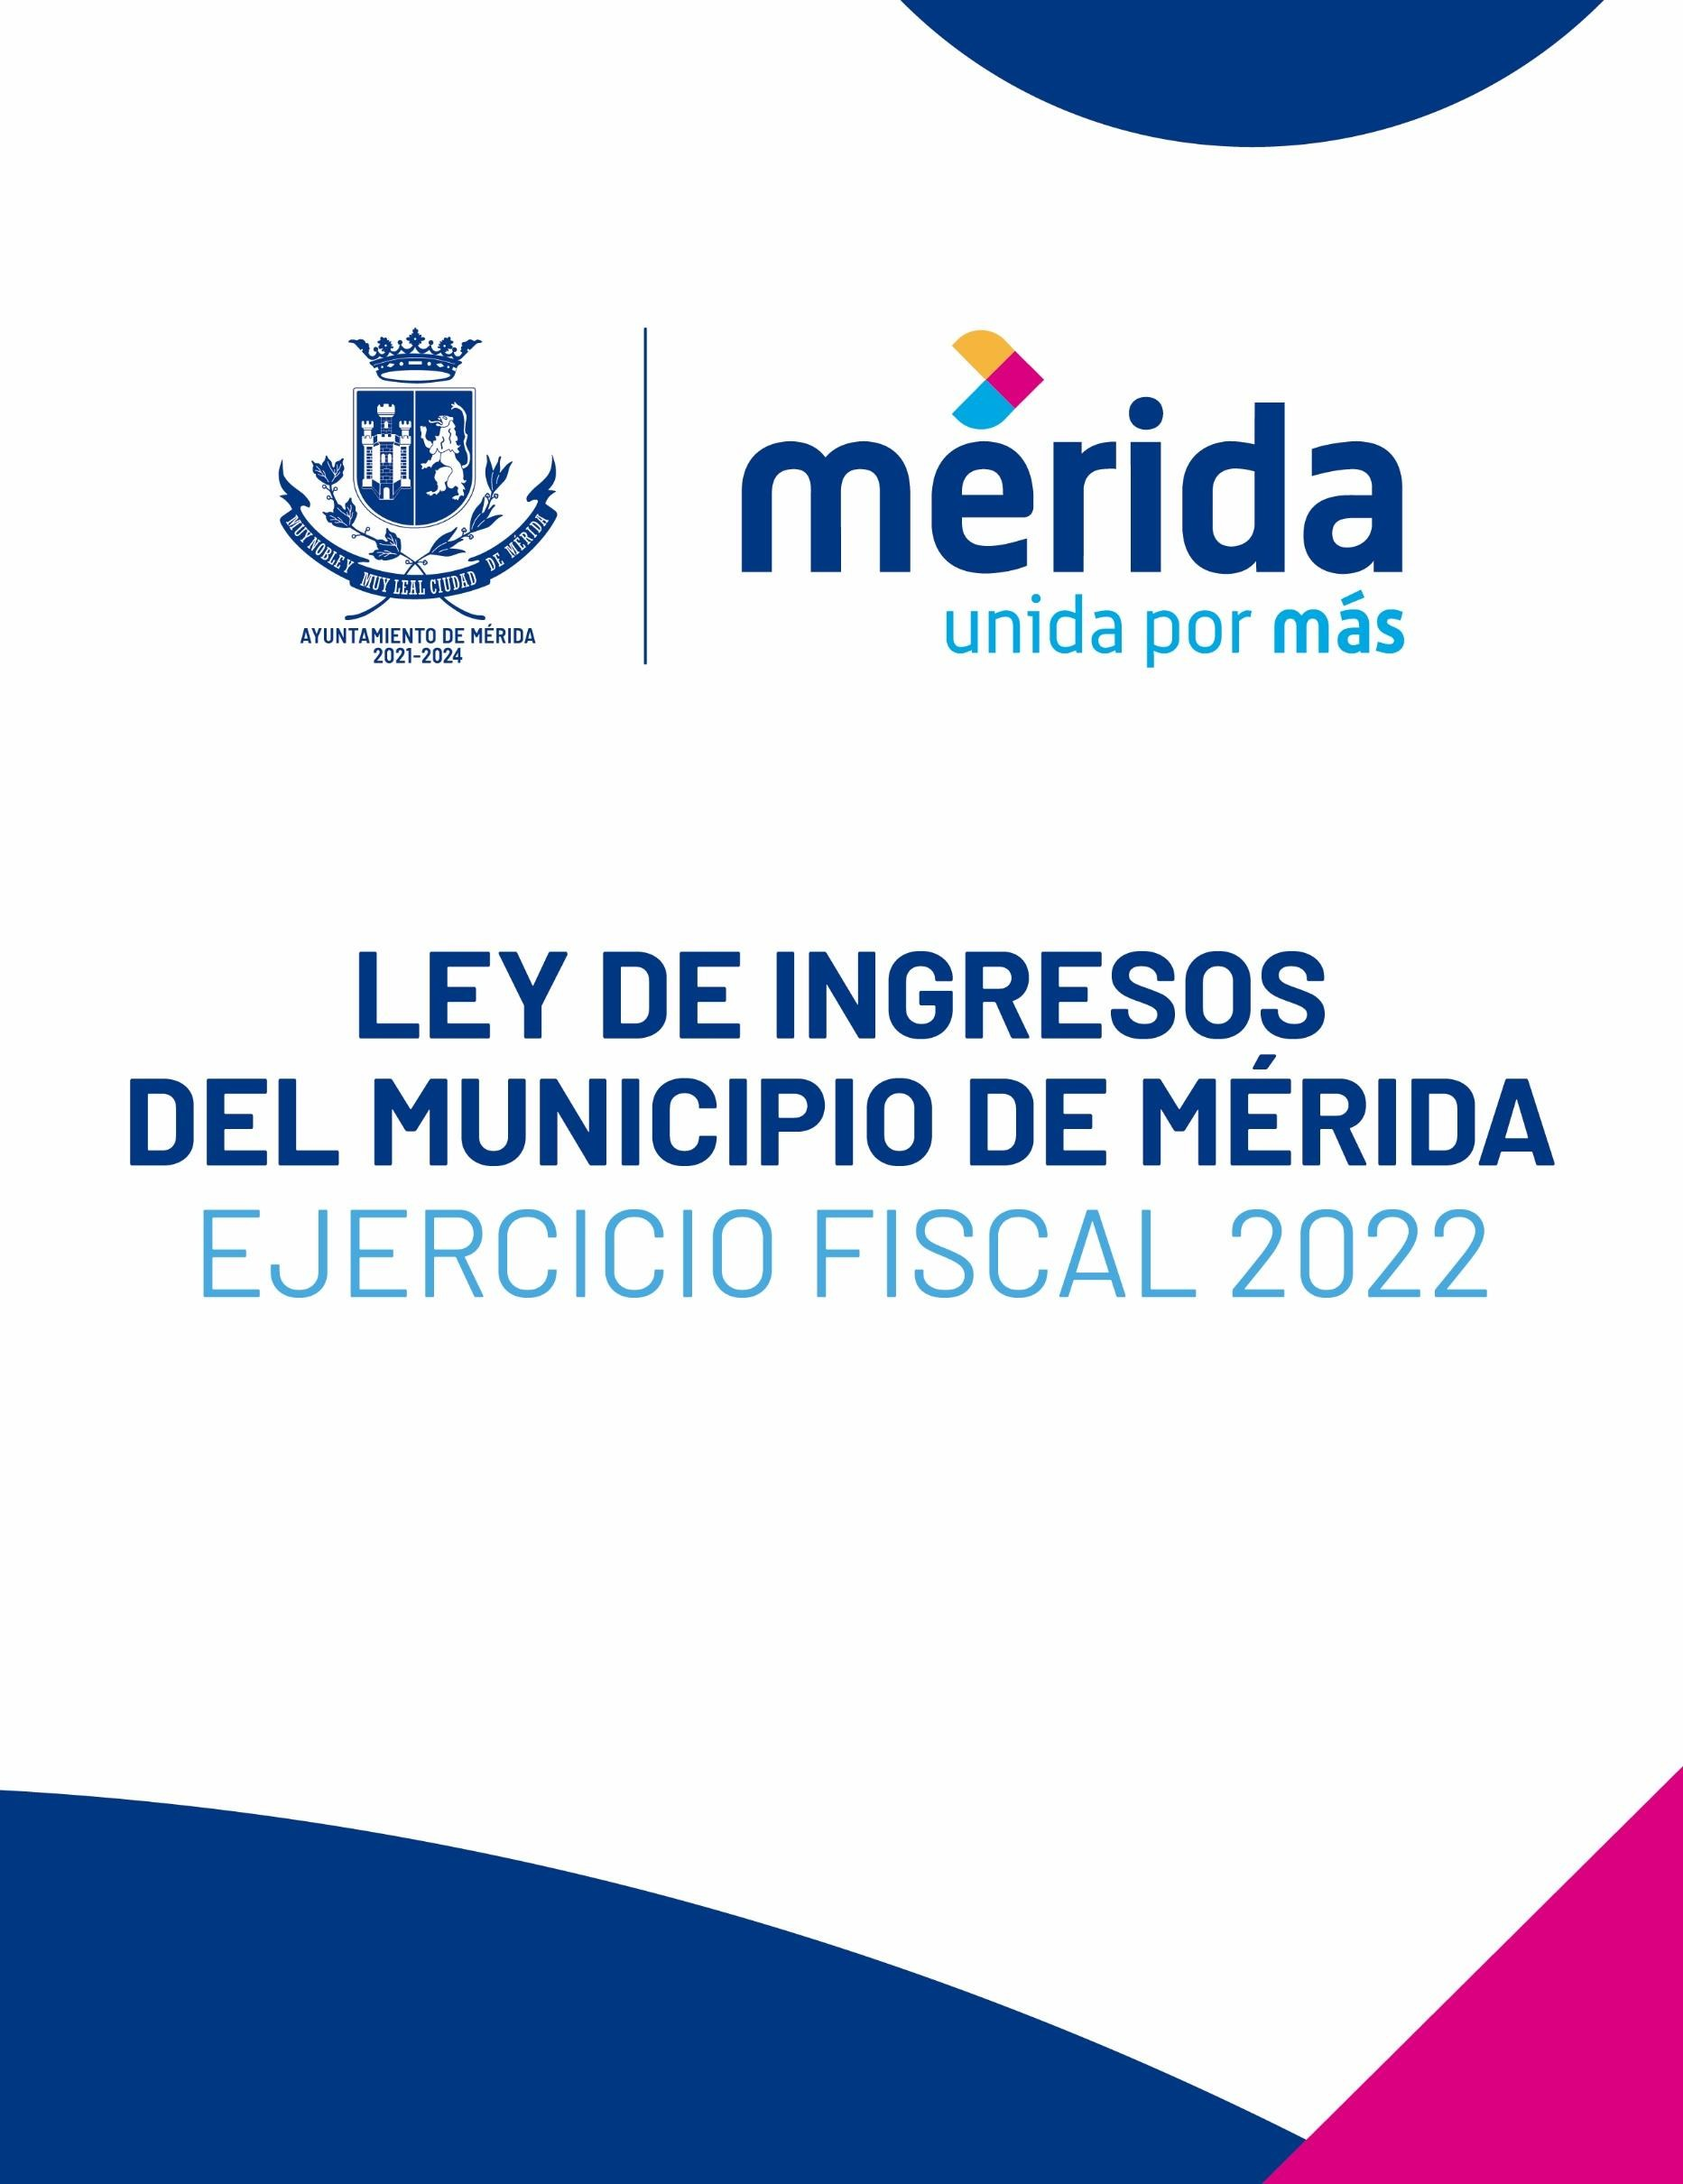 MUY NOBLE Y MUY LEAL CIUDAD DE MÉRIDA
AYUNTAMIENTO DE MÉRIDA
2021-2024
mérida
unida por más
LEY DE INGRESOS
DEL MUNICIPIO DE MÉRIDA
EJERCICIO FISCAL 2022